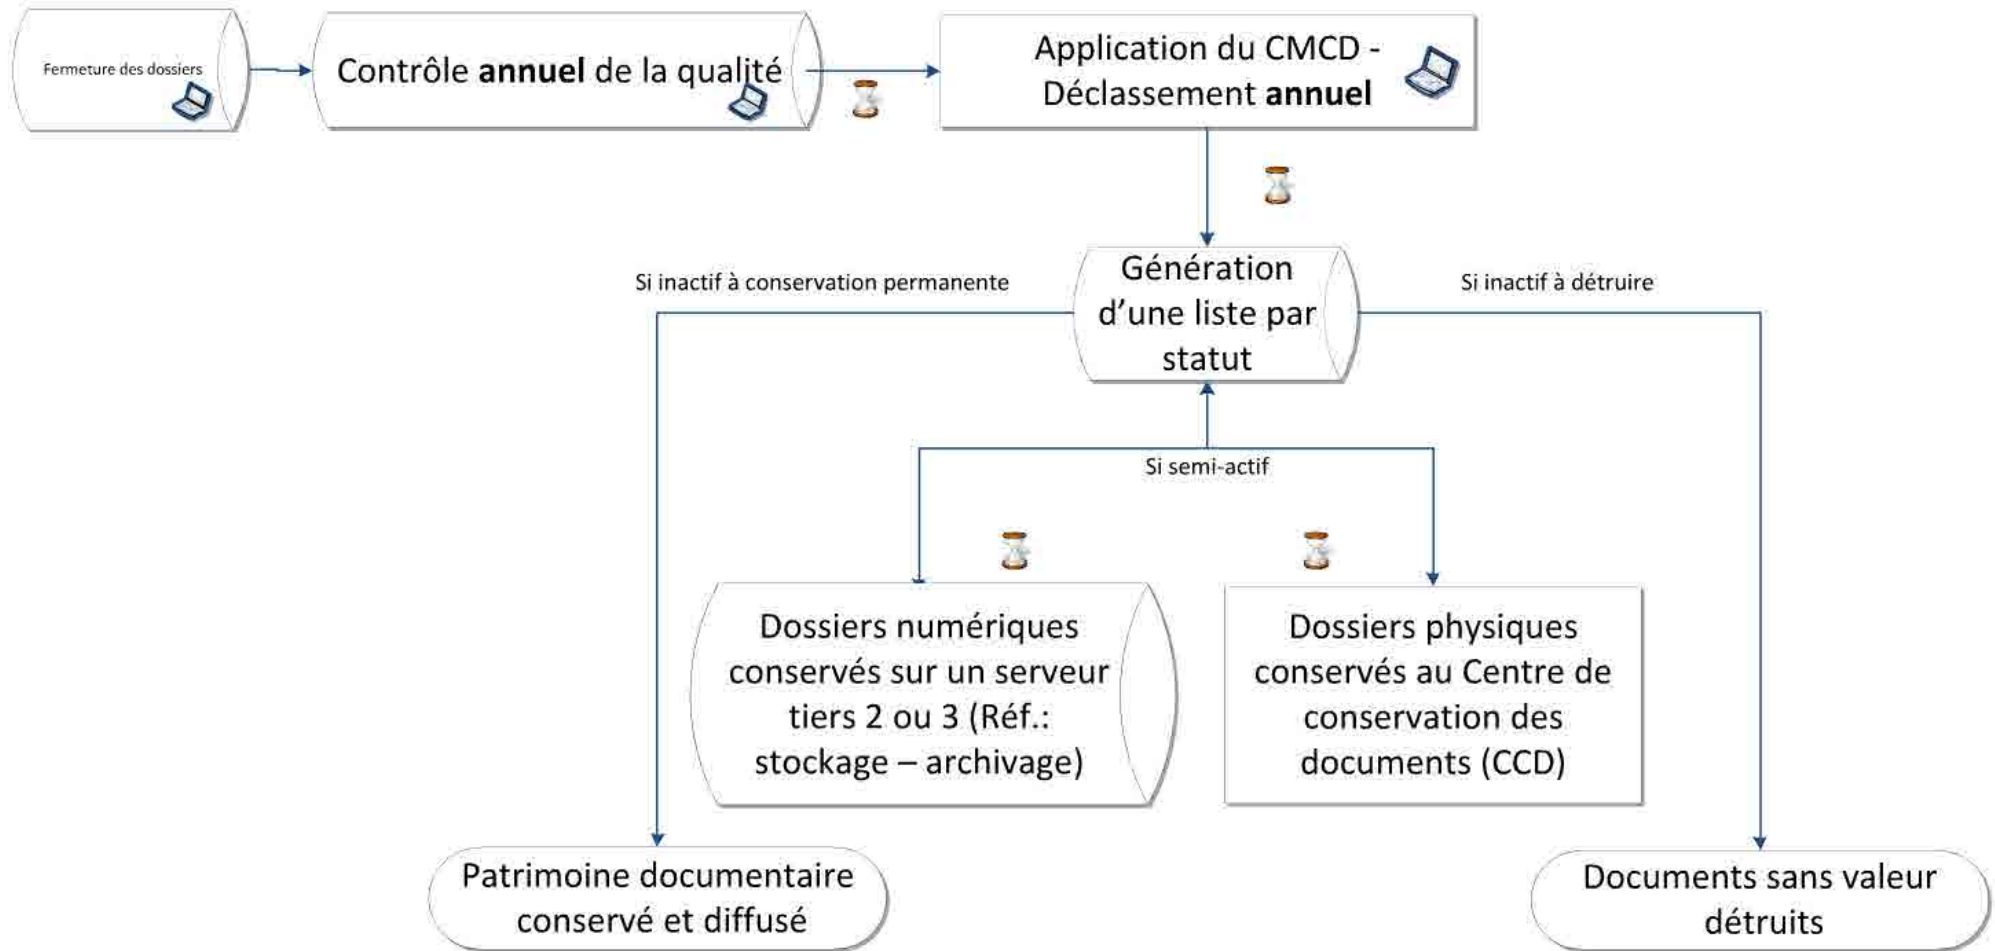 Fermeture des dossiers
Contrôle annuel de la qualité
Application du CMCD -
Déclassement annuel
Génération
d’une liste par
statut
Si inactif à conservation permanente
Si inactif à détruire
Si semi-actif
Dossiers numériques
conservés sur un serveur
tiers 2 ou 3 (Réf.:
stockage – archivage)
Dossiers physiques
conservés au Centre de
conservation des
documents (CCD)
Patrimoine documentaire
conservé et diffusé
Documents sans valeur
détruits